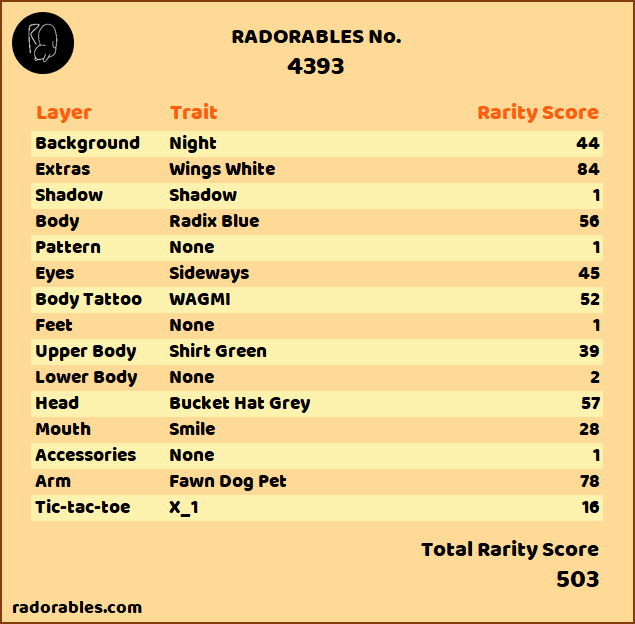 RADORABLES No.
4393
Layer Trait Rarity Score
Background Night 44
Extras Wings White 84
Shadow Shadow 1
Body Radix Blue 56
Pattern None 1
Eyes Sideways 45
Body Tattoo WAGMI 52
Feet None 1
Upper Body Shirt Green 39
Lower Body None 2
Head Bucket Hat Grey 57
Mouth Smile 28
Accessories None 1
Arm Fawn Dog Pet 78
Tic-tac-toe X_1 16
Total Rarity Score
503
radorables.com